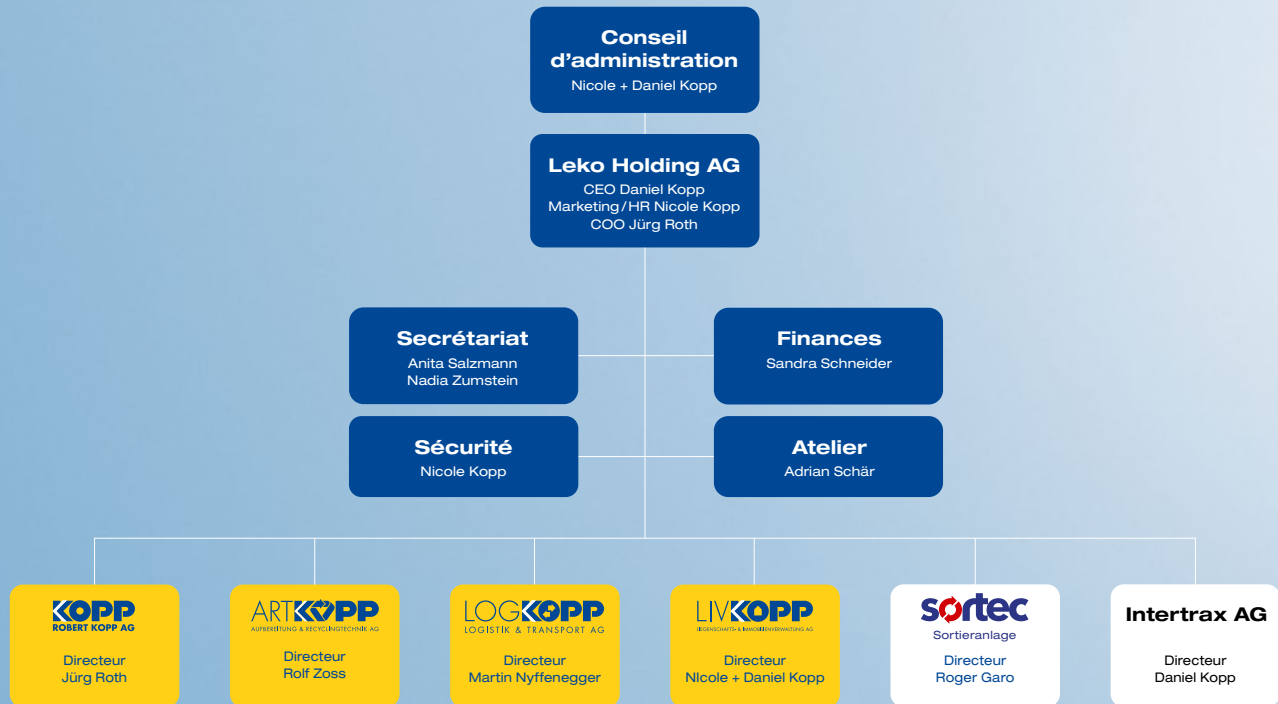 Conseil
d'administration
Nicole + Daniel Kopp
Leko Holding AG
CEO Daniel Kopp
Marketing/HR Nicole Kopp
COO Jürg Roth
Secrétariat
Anita Salzmann
Nadia Zumstein
Finances
Sandra Schneider
Sécurité
Nicole Kopp
Atelier
Adrian Schär
KOPP
ROBERT KOPP AG
Directeur
Jürg Roth
ARTKOPP
AUFBEREITUNG & RECYCLINGTECHNIK AG
Directeur
Rolf Zoss
LOGKOPP
LOGISTIK & TRANSPORT AG
Directeur
Martin Nyffenegger
LIVKOPP
LIEGENSCHAFTS- & IMMOBILIENVERWALTUNG AG
Directeur
NIcole + Daniel Kopp
sortec
Sortieranlage
Directeur
Roger Garo
Intertrax AG
Directeur
Daniel Kopp